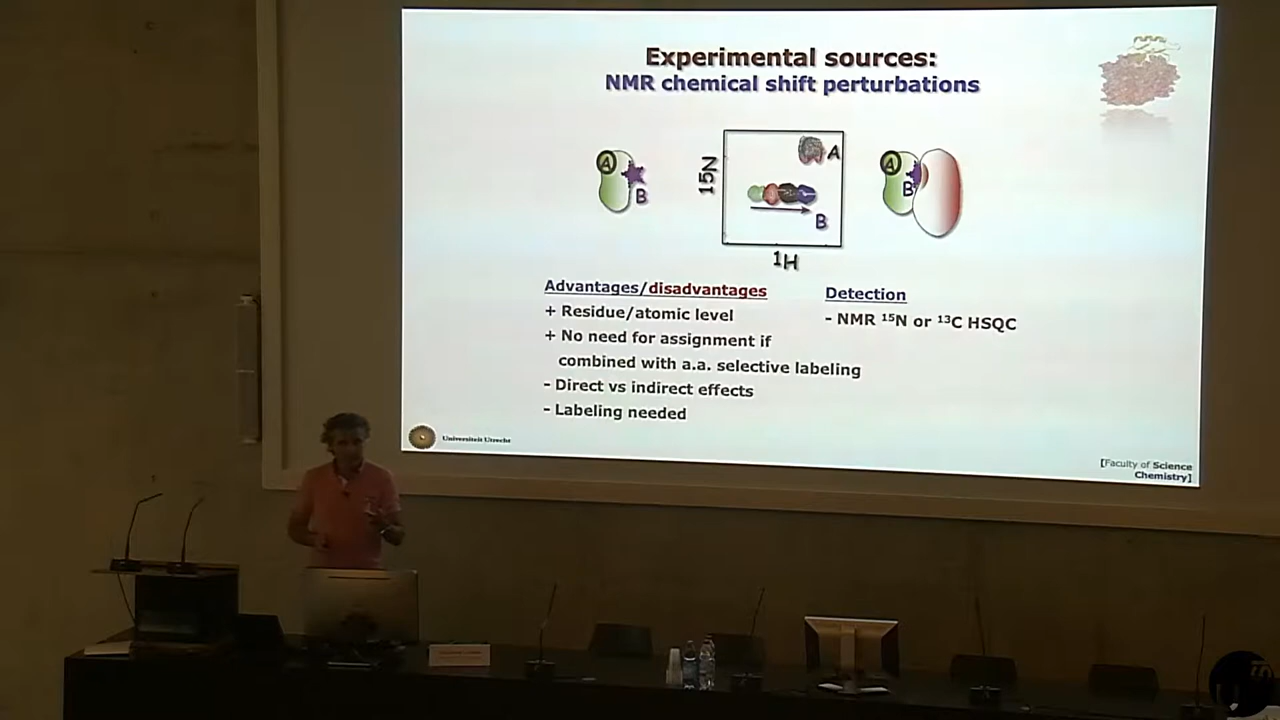 Experimental sources:
NMR chemical shift perturbations
A
B
15N
A
B
1H
A
B
Advantages/disadvantages
+ Residue/atomic level
+ No need for assignment if
combined with a.a. selective labeling
- Direct vs indirect effects
- Labeling needed
Detection
- NMR ¹⁵N or ¹³C HSQC
Universiteit Utrecht
[Faculty of Science
Chemistry]